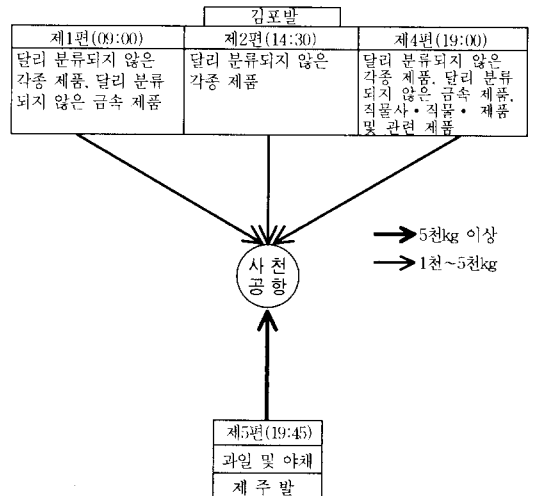 김포발
제1편(09:00)
달리 분류되지 않은
각종 제품, 달리 분류
되지 않은 금속 제품
제2편(14:30)
달리 분류되지 않은
각종 제품
제4편(19:00)
달리 분류되지 않은
각종 제품, 달리 분류
되지 않은 금속 제품,
직물사·직물· 제품
및 관련 제품
5천kg 이상
1천~5천kg
사천
공항
제5편(19:45)
과일 및 야채
제 주 발